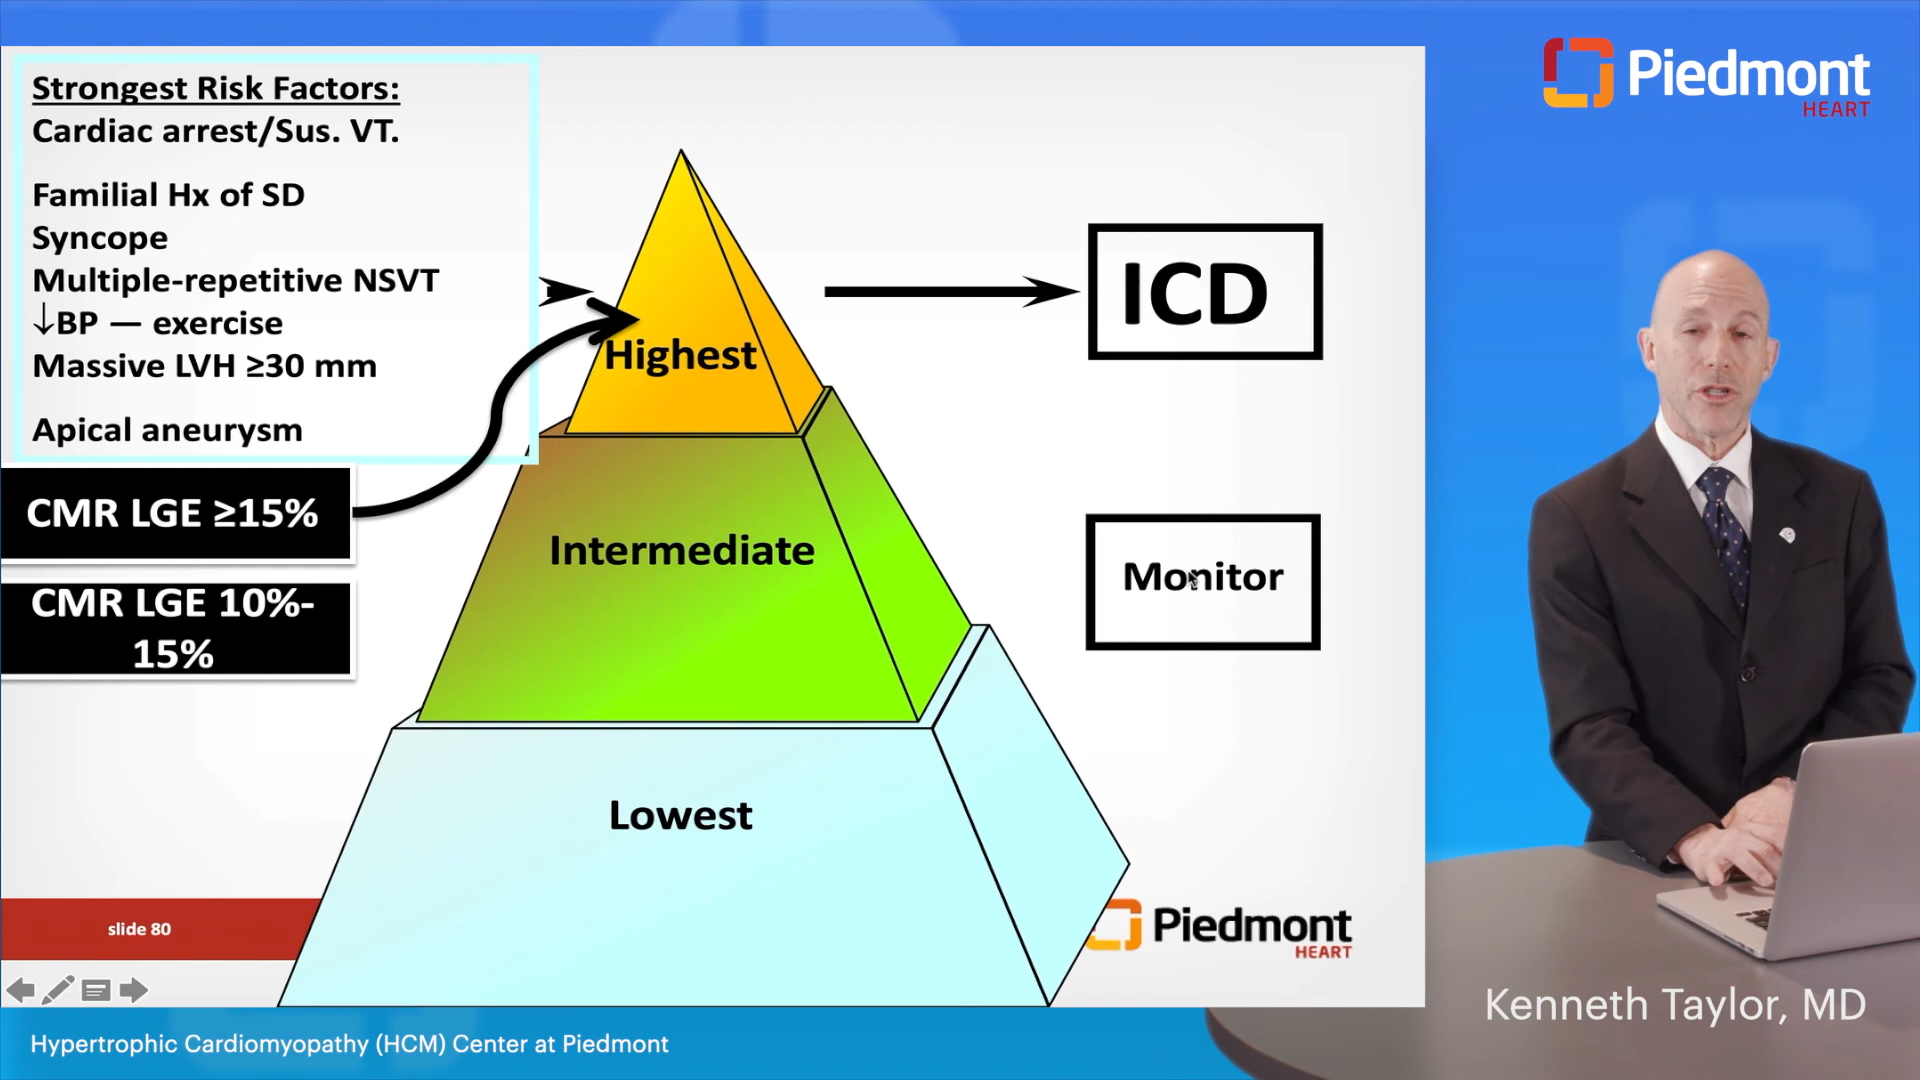 Strongest Risk Factors:
Cardiac arrest/Sus. VT.
Familial Hx of SD
Syncope
Multiple-repetitive NSVT
↓BP — exercise
Massive LVH ≥30 mm
Apical aneurysm
CMR LGE ≥15%
CMR LGE 10%-
15%
Highest
Intermediate
Lowest
ICD
Monitor
slide 80
Piedmont
HEART
Piedmont
HEART
Kenneth Taylor, MD
Hypertrophic Cardiomyopathy (HCM) Center at Piedmont